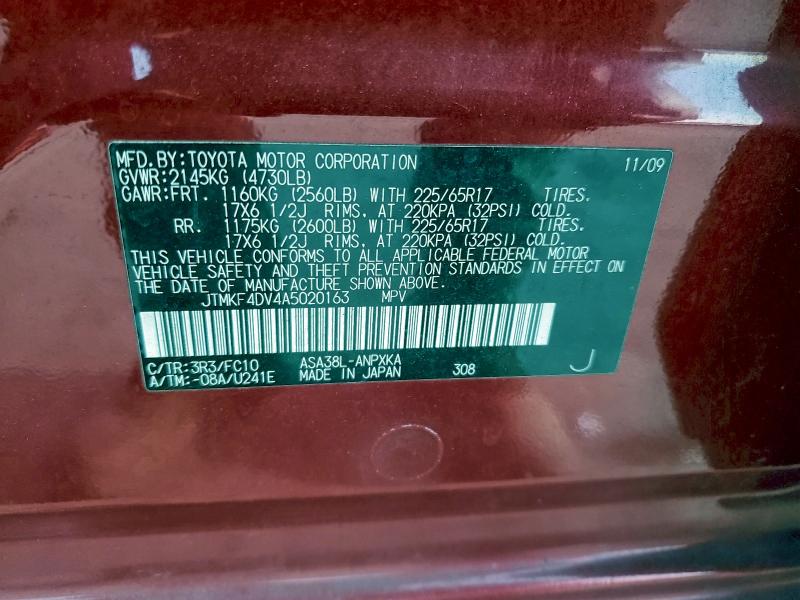 MFD.BY:TOYOTA MOTOR CORPORATION 11/09
GVWR:2145KG (4730LB)
GAWR:FRT. 1160KG (2560LB) WITH 225/65R17 TIRES.
17X6 1/2J RIMS. AT 220KPA (32PSI) COLD.
RR. 1175KG (2600LB) WITH 225/65R17 TIRES.
17X6 1/2J RIMS. AT 220KPA (32PSI) COLD.
THIS VEHICLE CONFORMS TO ALL APPLICABLE FEDERAL MOTOR
VEHICLE SAFETY AND THEFT PREVENTION STANDARDS IN EFFECT ON
THE DATE OF MANUFACTURE SHOWN ABOVE.
JTMKF4DV4A5020163 MPV
C/TR:3R3/FC10 ASA38L-ANPXKA
A/TM:-08A/U241E MADE IN JAPAN 308 J